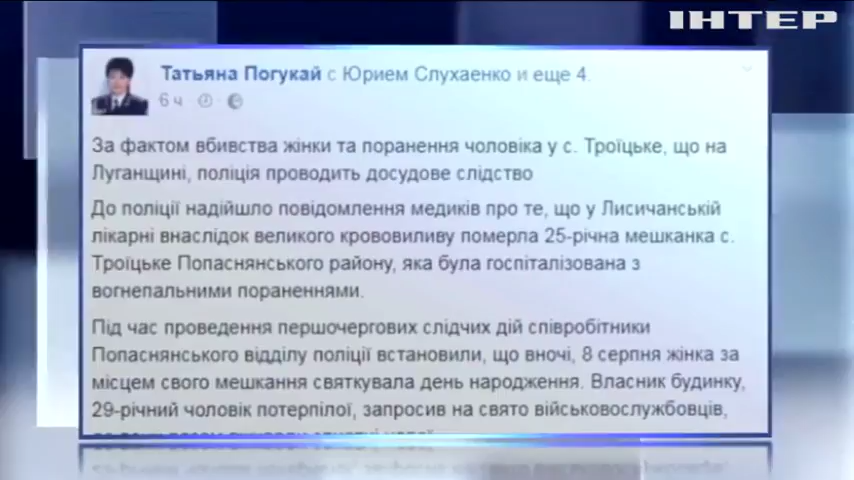 ІНТЕР
Татьяна Погукай с Юрием Слухаенко и еще 4.
6 ч
За фактом вбивства жінки та поранення чоловіка у с. Троїцьке, що на
Луганщині, поліція проводить досудове слідство
До поліції надійшло повідомлення медиків про те, що у Лисичанській
лікарні внаслідок великого крововиливу померла 25-річна мешканка с.
Троїцьке Попаснянського району, яка була госпіталізована з
вогнепальними пораненнями.
Під час проведення першочергових слідчих дій співробітники
Попаснянського відділу поліції встановили, що вночі, 8 серпня жінка за
місцем свого мешкання святкувала день народження. Власник будинку,
29-річний чоловік потерпілої, запросив на свято військовослужбовців,